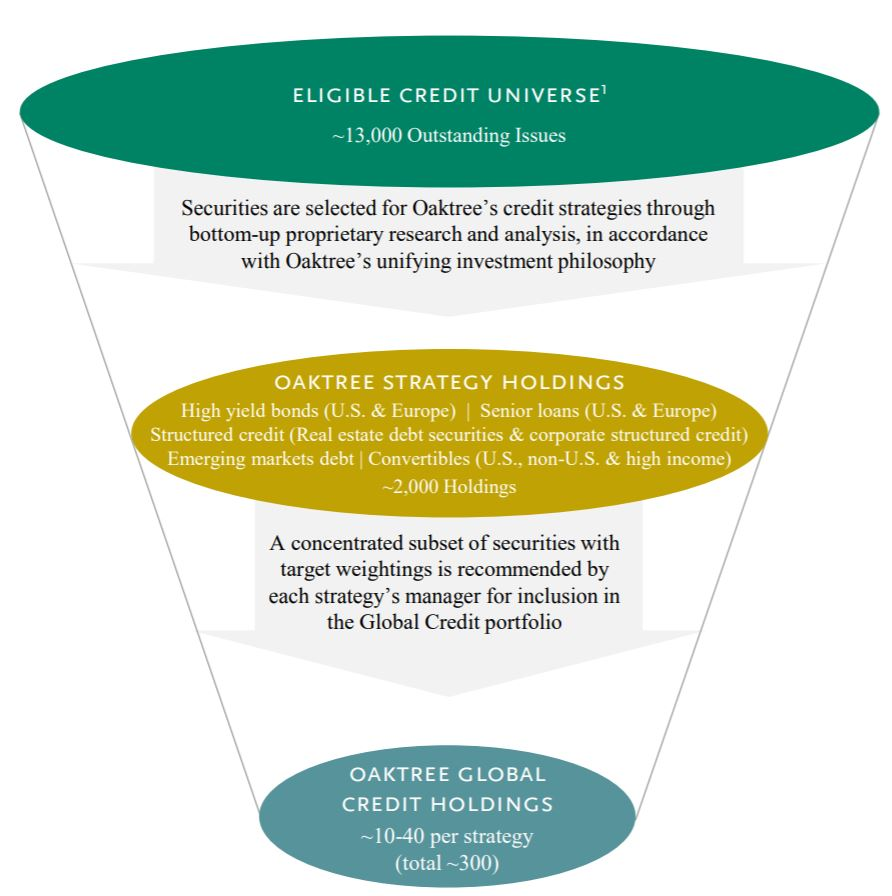 ELIGIBLE CREDIT UNIVERSE¹
~13,000 Outstanding Issues
Securities are selected for Oaktree’s credit strategies through
bottom-up proprietary research and analysis, in accordance
with Oaktree’s unifying investment philosophy
OAKTREE STRATEGY HOLDINGS
High yield bonds (U.S. & Europe) | Senior loans (U.S. & Europe)
Structured credit (Real estate debt securities & corporate structured credit)
Emerging markets debt | Convertibles (U.S., non-U.S. & high income)
~2,000 Holdings
A concentrated subset of securities with
target weightings is recommended by
each strategy’s manager for inclusion in
the Global Credit portfolio
OAKTREE GLOBAL
CREDIT HOLDINGS
~10-40 per strategy
(total ~300)